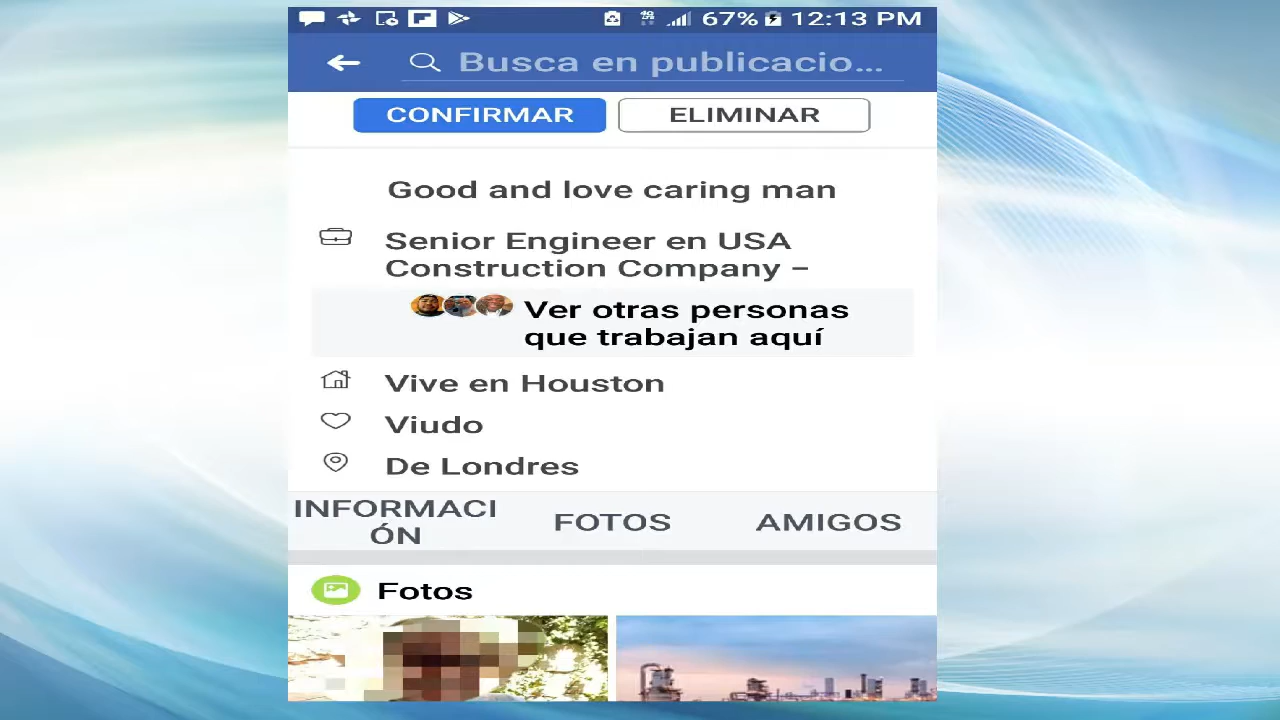 67% 12:13 PM
Busca en publicacio...
CONFIRMAR ELIMINAR
Good and love caring man
Senior Engineer en USA
Construction Company –
Ver otras personas
que trabajan aquí
Vive en Houston
Viudo
De Londres
INFORMACI
ÓN
FOTOS
AMIGOS
Fotos